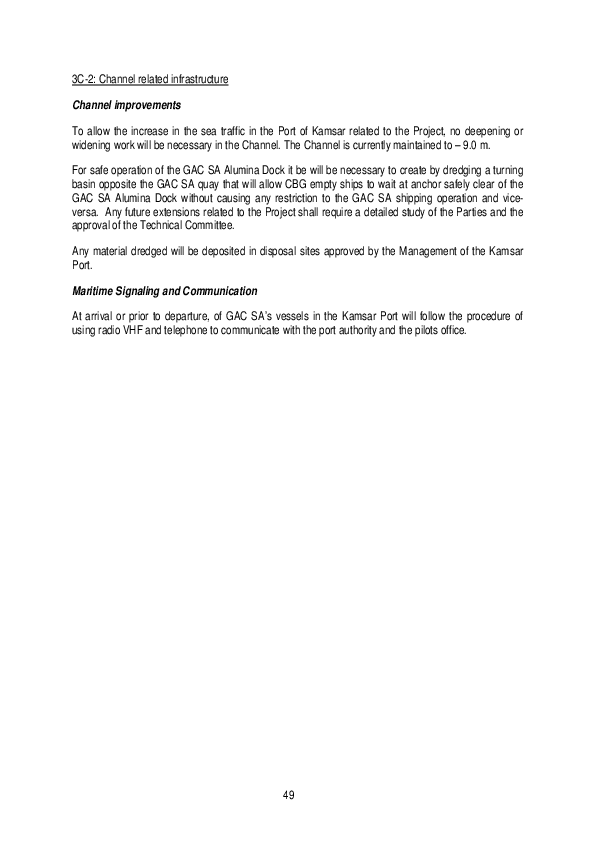 3C-2: Channel related infrastructure
Channel improvements
To allow the increase in the sea traffic in the Port of Kamsar related to the Project, no deepening or
widening work will be necessary in the Channel. The Channel is currently maintained to – 9.0 m.
For safe operation of the GAC SA Alumina Dock it be will be necessary to create by dredging a turning
basin opposite the GAC SA quay that will allow CBG empty ships to wait at anchor safely clear of the
GAC SA Alumina Dock without causing any restriction to the GAC SA shipping operation and vice-
versa.  Any future extensions related to the Project shall require a detailed study of the Parties and the
approval of the Technical Committee.
Any material dredged will be deposited in disposal sites approved by the Management of the Kamsar
Port.
Maritime Signaling and Communication
At arrival or prior to departure, of GAC SA's vessels in the Kamsar Port will follow the procedure of
using radio VHF and telephone to communicate with the port authority and the pilots office.
49